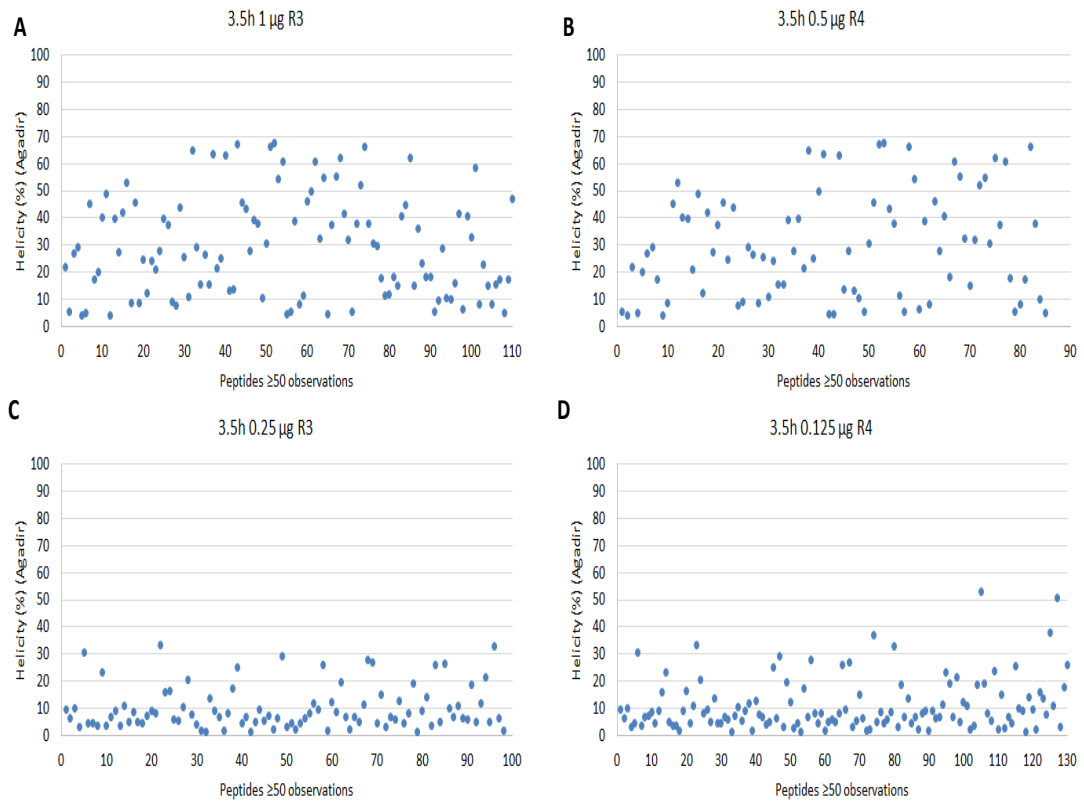 A
3.5h 1 µg R3
Helicity (%) (Agadir)
100
90
80
70
60
50
40
30
20
10
0
0 10 20 30 40 50 60 70 80 90 100 110
Peptides ≥50 observations
B
3.5h 0.5 µg R4
Helicity (%) (Agadir)
100
90
80
70
60
50
40
30
20
10
0
0 10 20 30 40 50 60 70 80 90
Peptides ≥50 observations
C
3.5h 0.25 µg R3
Helicity (%) (Agadir)
100
90
80
70
60
50
40
30
20
10
0
0 10 20 30 40 50 60 70 80 90 100
Peptides ≥50 observations
D
3.5h 0.125 µg R4
Helicity (%) (Agadir)
100
90
80
70
60
50
40
30
20
10
0
0 10 20 30 40 50 60 70 80 90 100 110 120 130
Peptides ≥50 observations